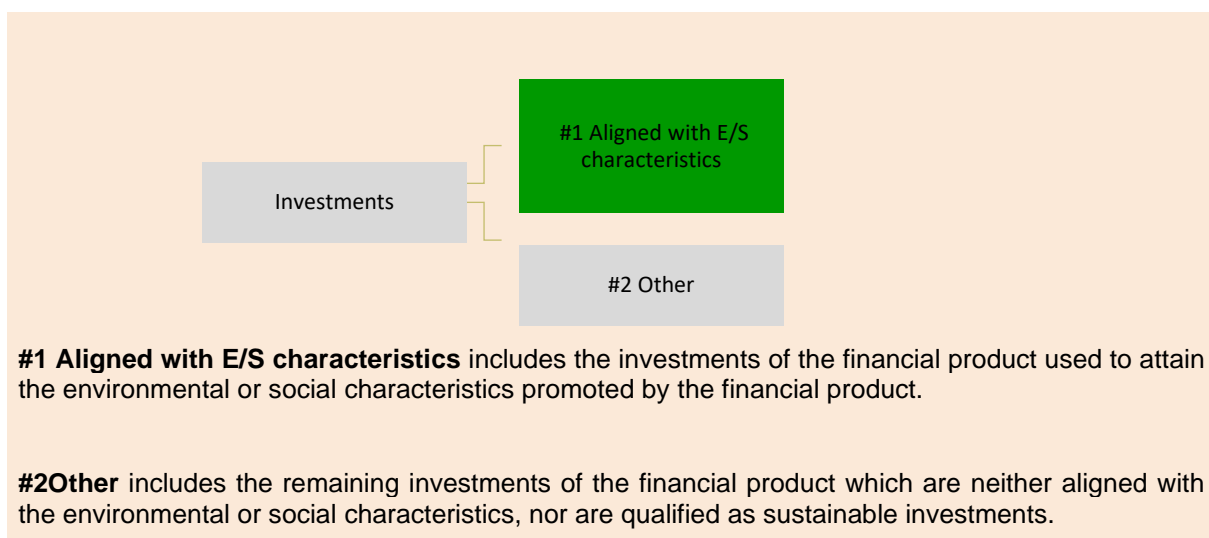 #1 Aligned with E/S
characteristics
Investments
#2 Other
#1 Aligned with E/S characteristics includes the investments of the financial product used to attain
the environmental or social characteristics promoted by the financial product.
#2Other includes the remaining investments of the financial product which are neither aligned with
the environmental or social characteristics, nor are qualified as sustainable investments.